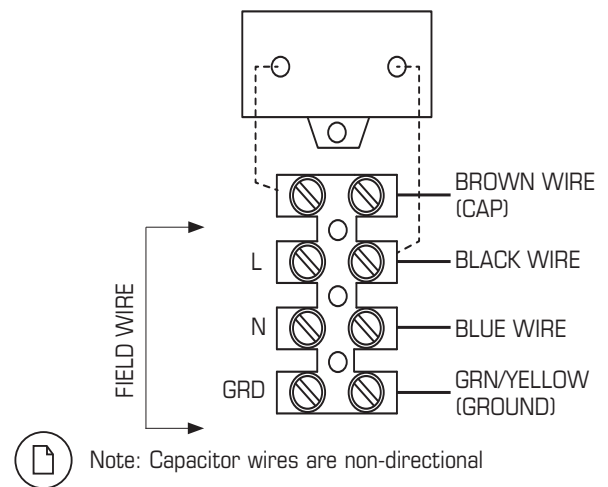 BROWN WIRE
(CAP)
L
BLACK WIRE
FIELD WIRE
N
BLUE WIRE
GRD
GRN/YELLOW
(GROUND)
Note: Capacitor wires are non-directional